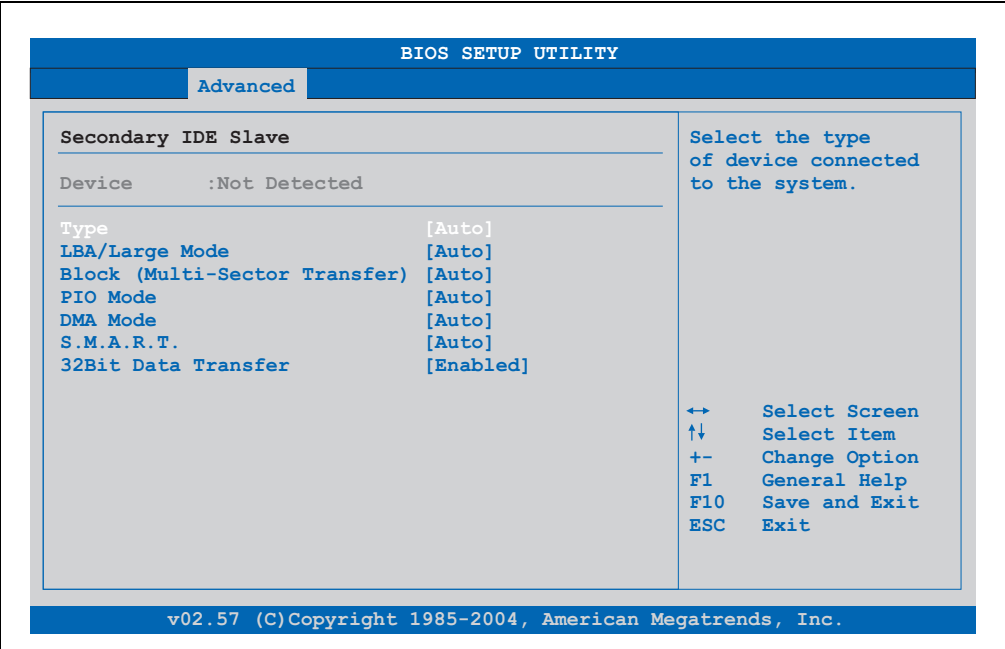 BIOS SETUP UTILITY
Advanced
Secondary IDE Slave
Device :Not Detected
Type [Auto]
LBA/Large Mode [Auto]
Block (Multi-Sector Transfer) [Auto]
PIO Mode [Auto]
DMA Mode [Auto]
S.M.A.R.T. [Auto]
32Bit Data Transfer [Enabled]
Select the type
of device connected
to the system.
↔ Select Screen
↑↓ Select Item
+- Change Option
F1 General Help
F10 Save and Exit
ESC Exit
v02.57 (C)Copyright 1985-2004, American Megatrends, Inc.